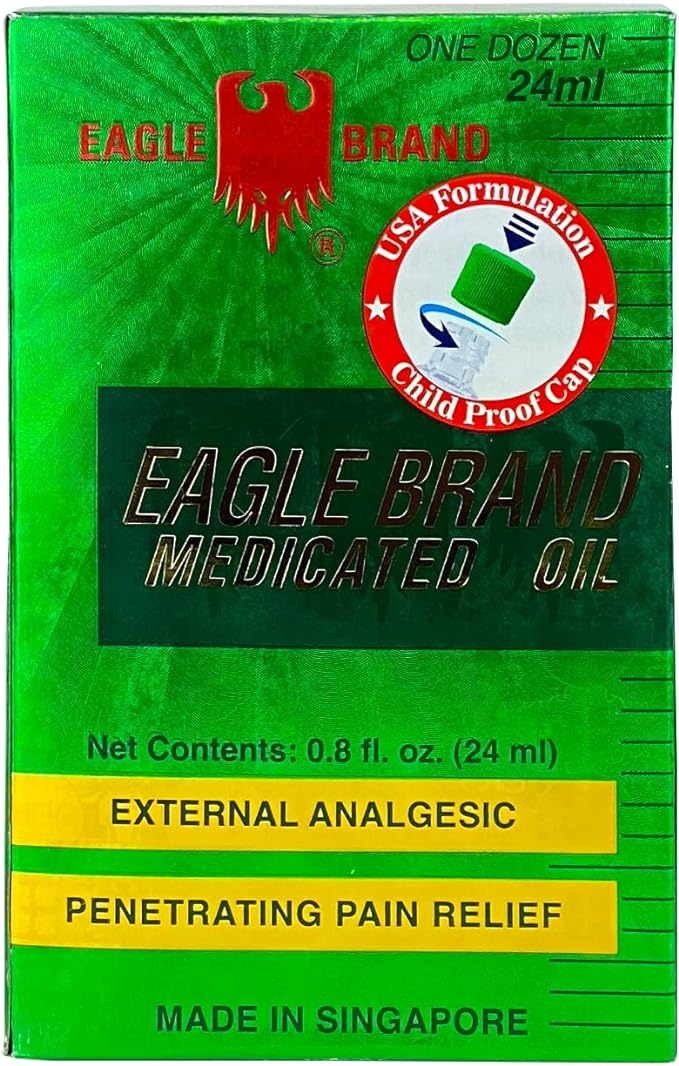 ONE DOZEN
24ml
EAGLE BRAND
®
USA Formulation
Child Proof Cap
EAGLE BRAND
MEDICATED OIL
Net Contents: 0.8 fl. oz. (24 ml)
EXTERNAL ANALGESIC
PENETRATING PAIN RELIEF
MADE IN SINGAPORE